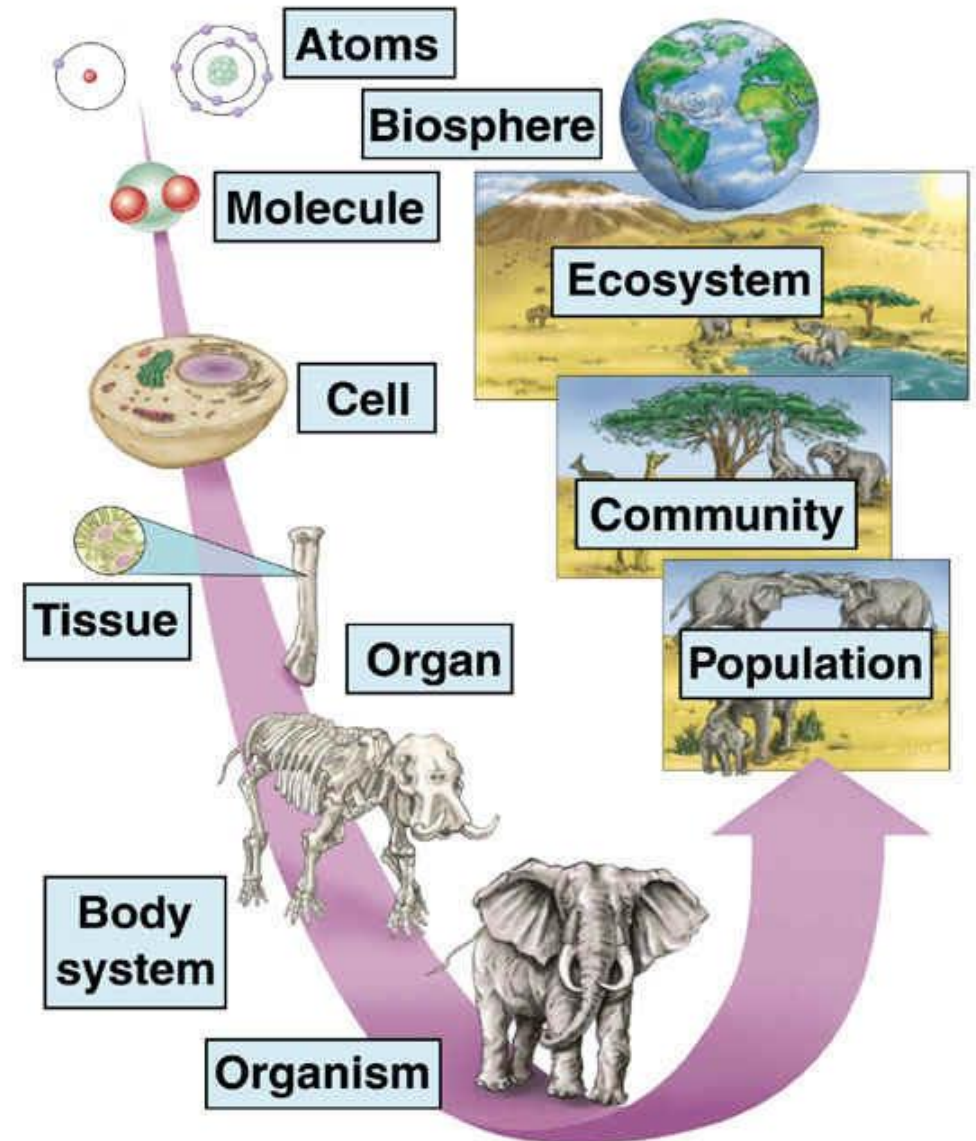 Atoms
Biosphere
Molecule
Ecosystem
Cell
Community
Tissue
Organ
Population
Body
system
Organism